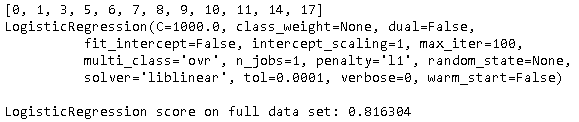 [0, 1, 3, 5, 6, 7, 8, 9, 10, 11, 14, 17]
LogisticRegression(C=1000.0, class_weight=None, dual=False,
fit_intercept=False, intercept_scaling=1, max_iter=100,
multi_class='ovr', n_jobs=1, penalty='l1', random_state=None,
solver='liblinear', tol=0.0001, verbose=0, warm_start=False)
LogisticRegression score on full data set: 0.816304